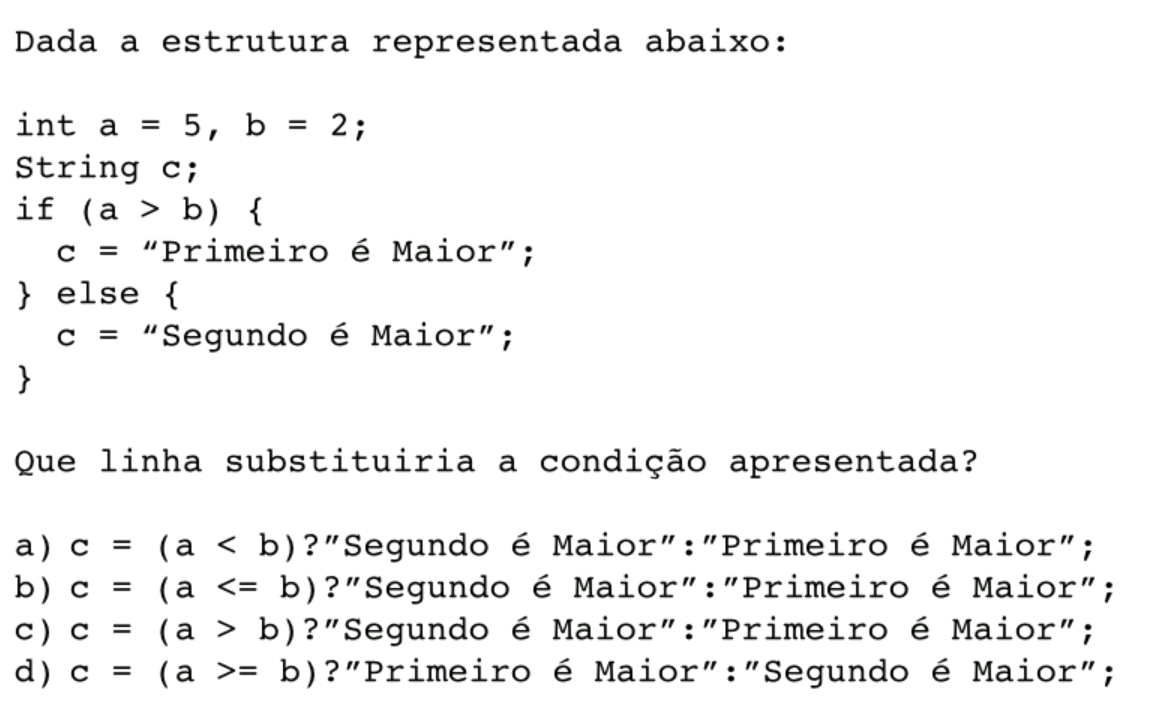 Dada a estrutura representada abaixo:
int a = 5, b = 2;
String c;
if (a > b) {
  c = “Primeiro é Maior”;
} else {
  c = “Segundo é Maior”;
}
Que linha substituiria a condição apresentada?
a) c = (a < b)?”Segundo é Maior”:”Primeiro é Maior”;
b) c = (a <= b)?”Segundo é Maior”:”Primeiro é Maior”;
c) c = (a > b)?”Segundo é Maior”:”Primeiro é Maior”;
d) c = (a >= b)?”Primeiro é Maior”:”Segundo é Maior”;